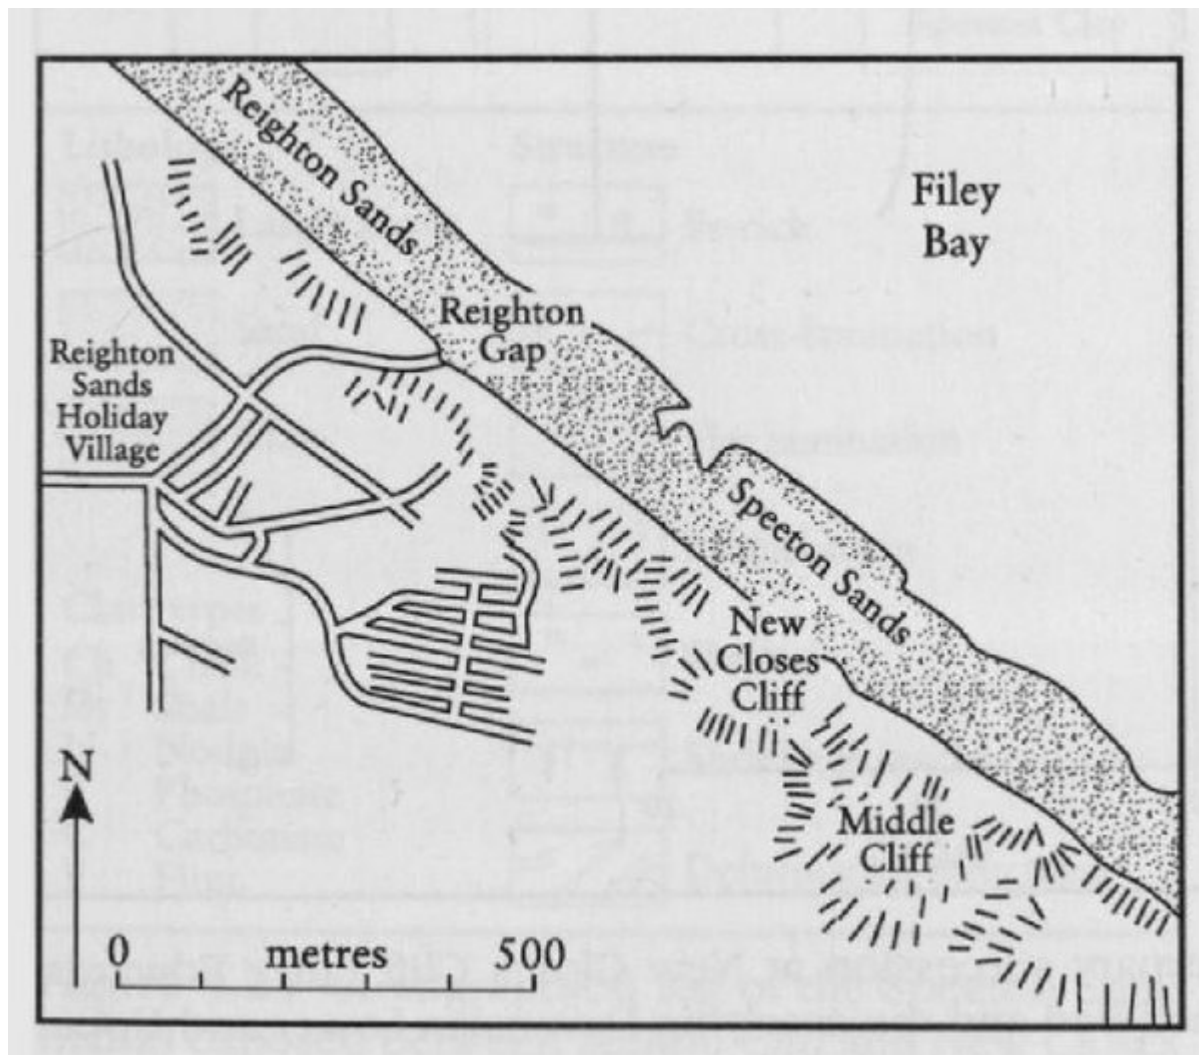 Reighton Sands
Filey
Bay
Reighton
Gap
Reighton
Sands
Holiday
Village
Speeton Sands
New
Closes
Cliff
N
Middle
Cliff
0 metres 500